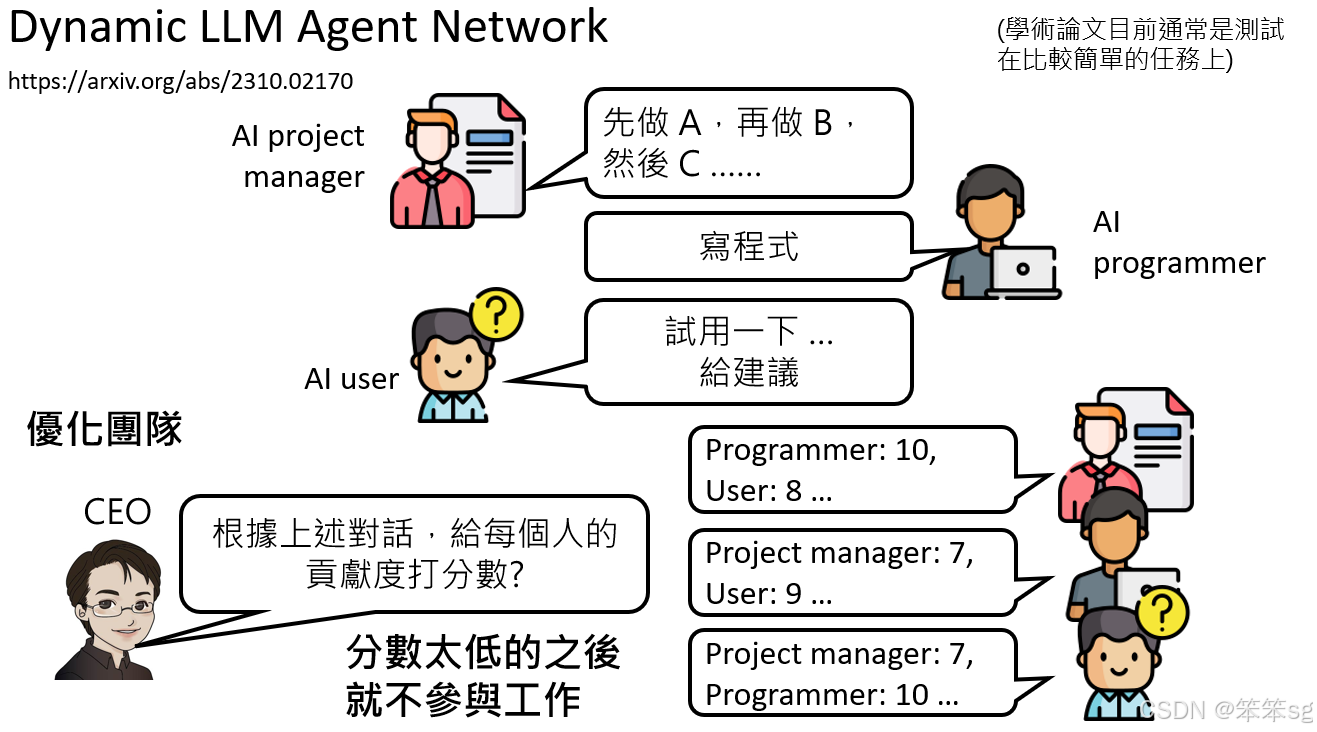 Dynamic LLM Agent Network
(學術論文目前通常是測試
在比較簡單的任務上)
https://arxiv.org/abs/2310.02170
AI project
manager
先做 A，再做 B，
然後 C ……
寫程式
AI
programmer
?
AI user
試用一下 ...
給建議
優化團隊
CEO
根據上述對話，給每個人的
貢獻度打分數?
分數太低的之後
就不參與工作
Programmer: 10,
User: 8 ...
Project manager: 7,
User: 9 ...
?
Project manager: 7,
Programmer: 10 ...
CSDN @笨笨sg